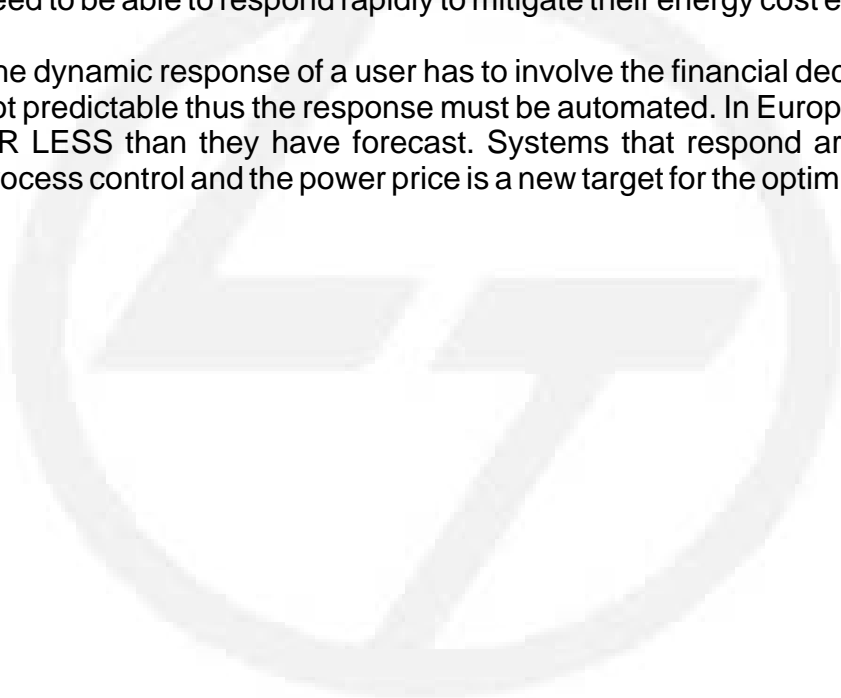 eed to be able to respond rapidly to mitigate their energy cost e
he dynamic response of a user has to involve the financial dec
ot predictable thus the response must be automated. In Europ
R LESS than they have forecast. Systems that respond ar
ocess control and the power price is a new target for the optim